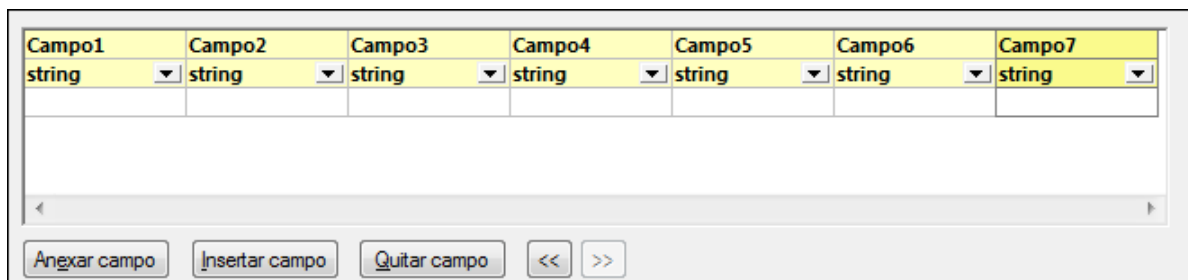 Campo1 Campo2 Campo3 Campo4 Campo5 Campo6 Campo7
string string string string string string string
Anexar campo Insertar campo Quitar campo << >>